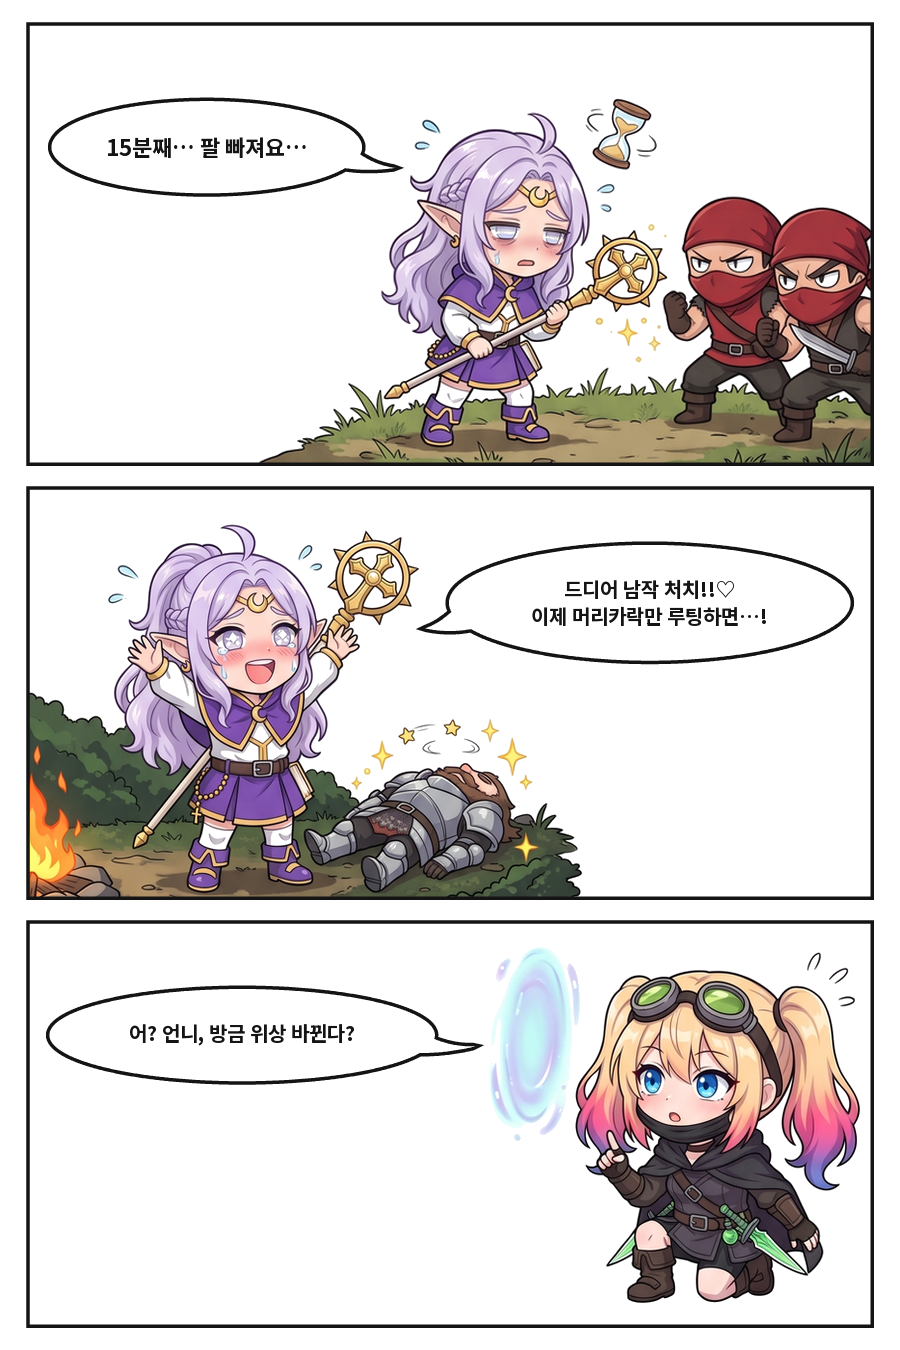 15분째… 팔 빠져요…
드디어 남작 처치!!♡
이제 머리카락만 루팅하면…!
어? 언니, 방금 위상 바뀐다?